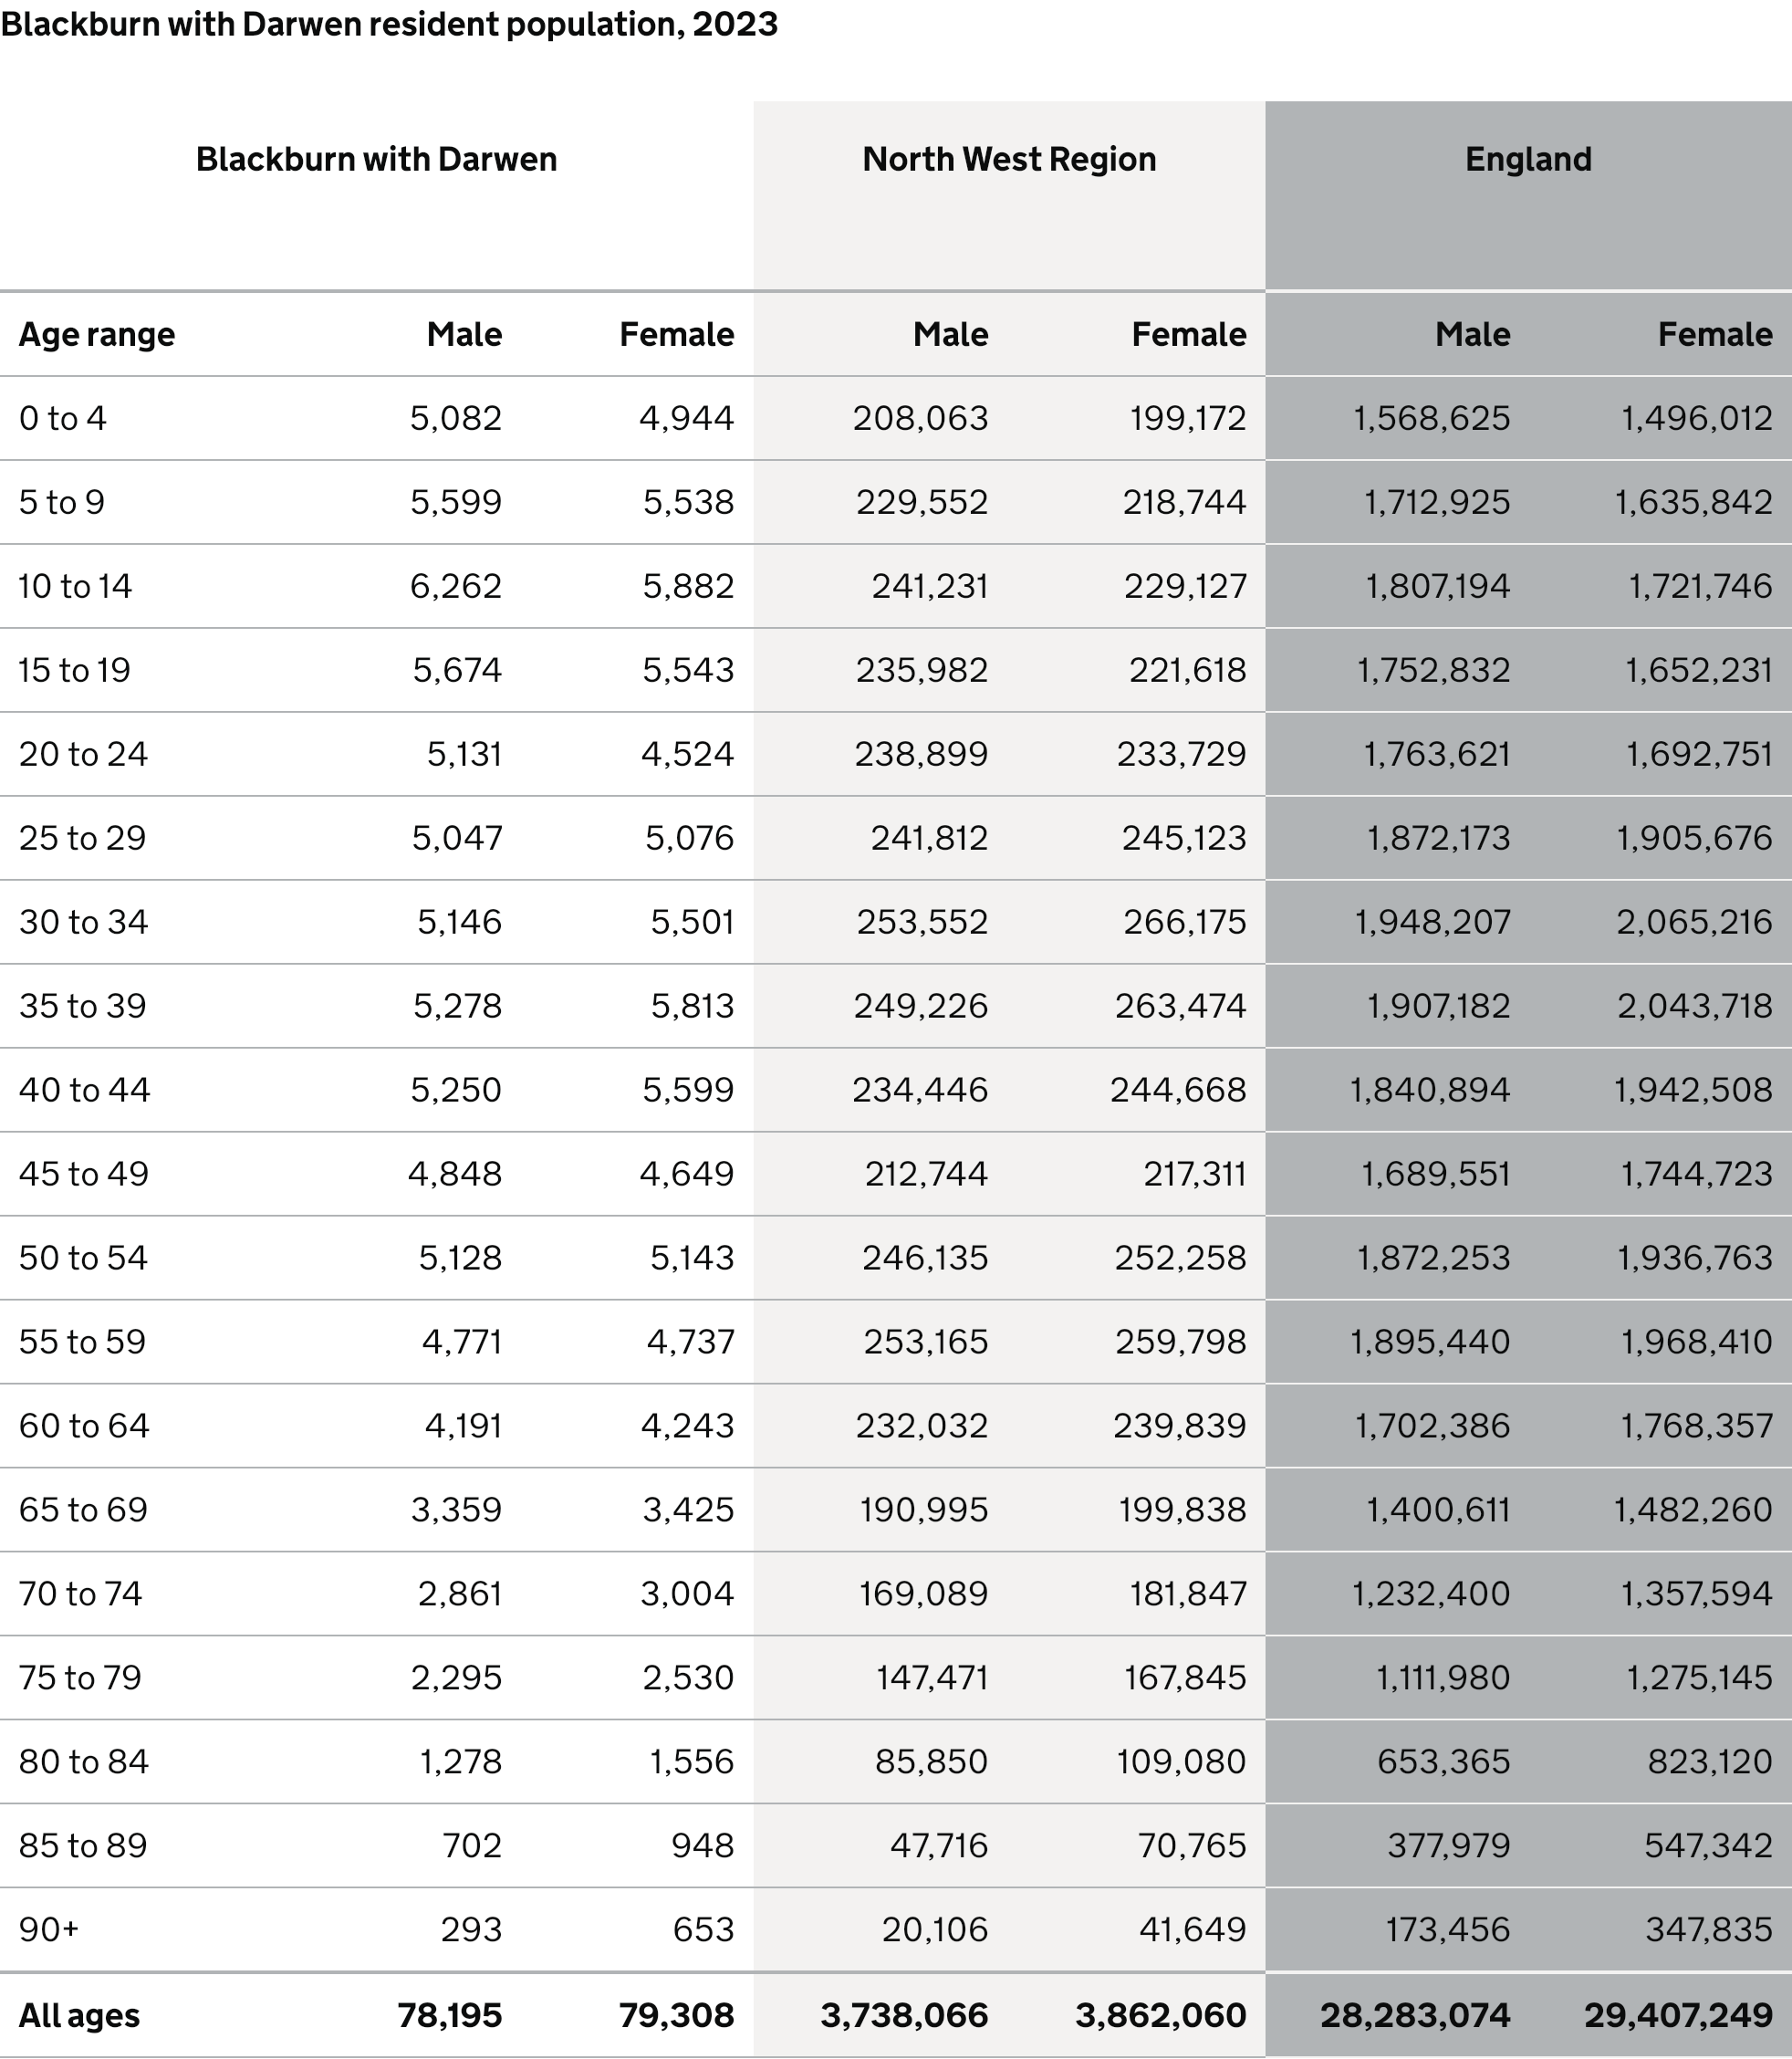 Blackburn with Darwen resident population, 2023
Blackburn with Darwen North West Region England
Age range Male Female Male Female Male Female
0 to 4 5,082 4,944 208,063 199,172 1,568,625 1,496,012
5 to 9 5,599 5,538 229,552 218,744 1,712,925 1,635,842
10 to 14 6,262 5,882 241,231 229,127 1,807,194 1,721,746
15 to 19 5,674 5,543 235,982 221,618 1,752,832 1,652,231
20 to 24 5,131 4,524 238,899 233,729 1,763,621 1,692,751
25 to 29 5,047 5,076 241,812 245,123 1,872,173 1,905,676
30 to 34 5,146 5,501 253,552 266,175 1,948,207 2,065,216
35 to 39 5,278 5,813 249,226 263,474 1,907,182 2,043,718
40 to 44 5,250 5,599 234,446 244,668 1,840,894 1,942,508
45 to 49 4,848 4,649 212,744 217,311 1,689,551 1,744,723
50 to 54 5,128 5,143 246,135 252,258 1,872,253 1,936,763
55 to 59 4,771 4,737 253,165 259,798 1,895,440 1,968,410
60 to 64 4,191 4,243 232,032 239,839 1,702,386 1,768,357
65 to 69 3,359 3,425 190,995 199,838 1,400,611 1,482,260
70 to 74 2,861 3,004 169,089 181,847 1,232,400 1,357,594
75 to 79 2,295 2,530 147,471 167,845 1,111,980 1,275,145
80 to 84 1,278 1,556 85,850 109,080 653,365 823,120
85 to 89 702 948 47,716 70,765 377,979 547,342
90+ 293 653 20,106 41,649 173,456 347,835
All ages 78,195 79,308 3,738,066 3,862,060 28,283,074 29,407,249